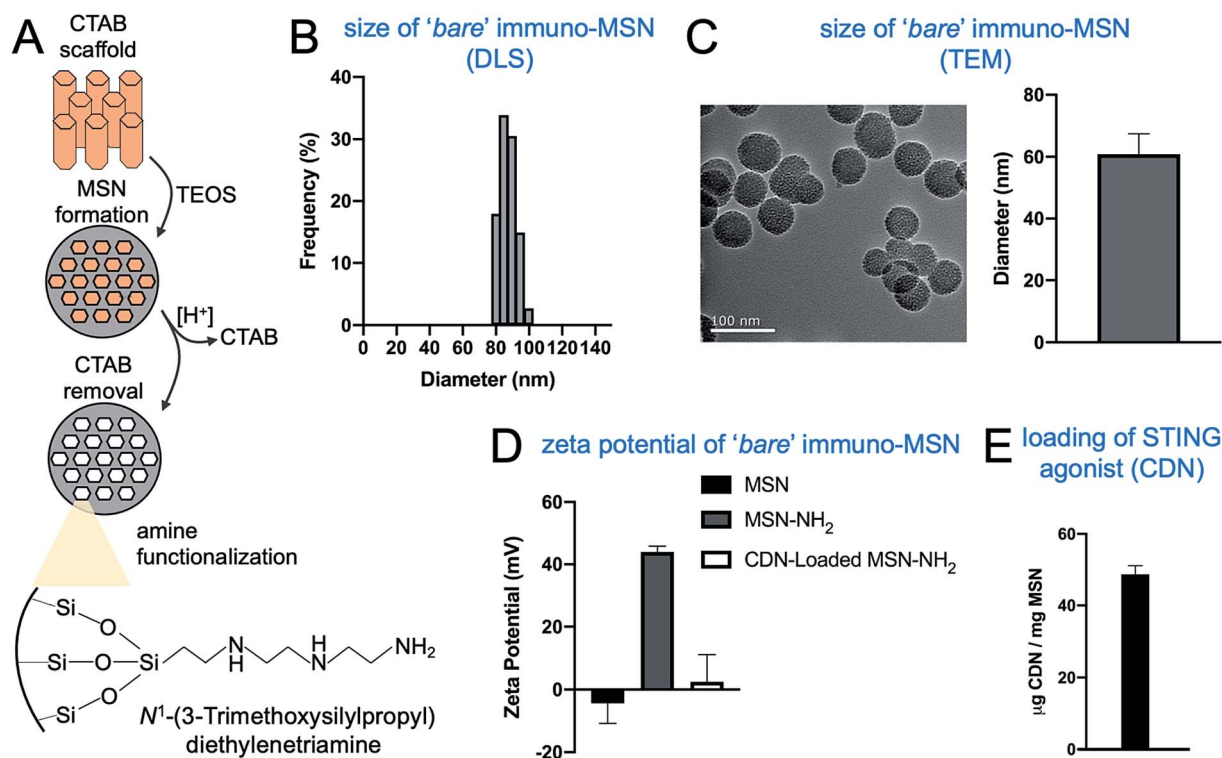 A
CTAB
scaffold
MSN
formation
TEOS
[H⁺]
CTAB
CTAB
removal
amine
functionalization
Si
O
Si
O
Si
Si
O
N
H
H
N
NH₂
N¹-(3-Trimethoxysilylpropyl)
diethylenetriamine
B
size of 'bare' immuno-MSN
(DLS)
Frequency (%)
40
30
20
10
0
0 20 40 60 80 100 120 140
Diameter (nm)
C
size of 'bare' immuno-MSN
(TEM)
100 nm
Diameter (nm)
80
60
40
20
0
D
zeta potential of 'bare' immuno-MSN
MSN
MSN-NH₂
CDN-Loaded MSN-NH₂
Zeta Potential (mV)
60
40
20
0
-20
E
loading of STING
agonist (CDN)
μg CDN / mg MSN
60
40
20
0